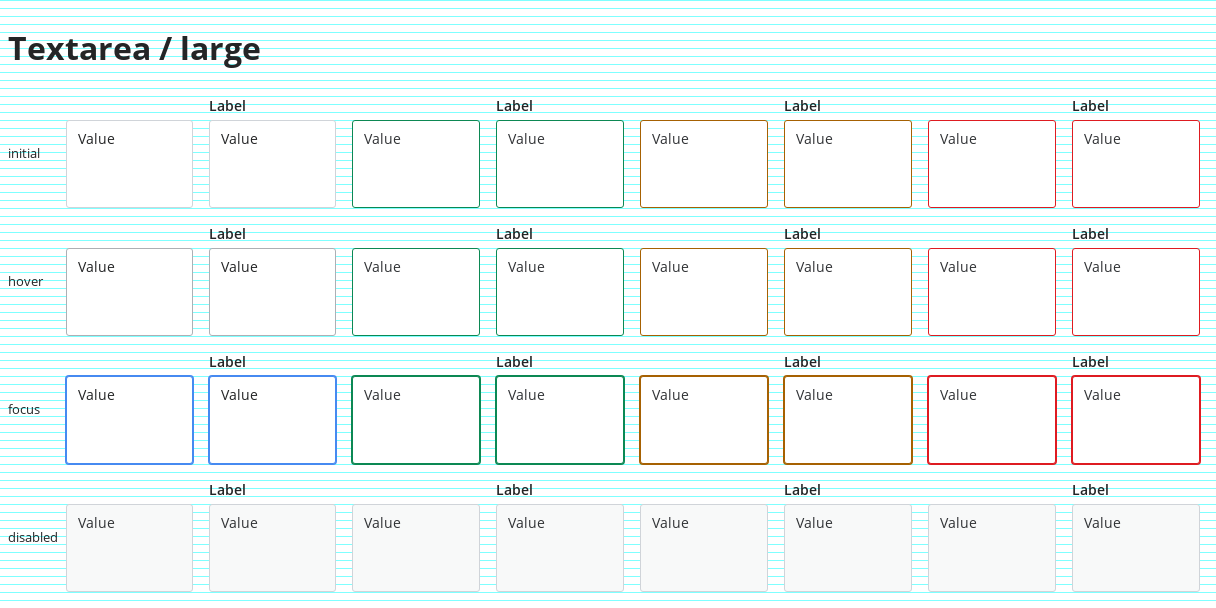 Textarea / large
Label Label Label Label
initial Value Value Value Value Value Value Value Value
Label Label Label Label
hover Value Value Value Value Value Value Value Value
Label Label Label Label
focus Value Value Value Value Value Value Value Value
Label Label Label Label
disabled Value Value Value Value Value Value Value Value